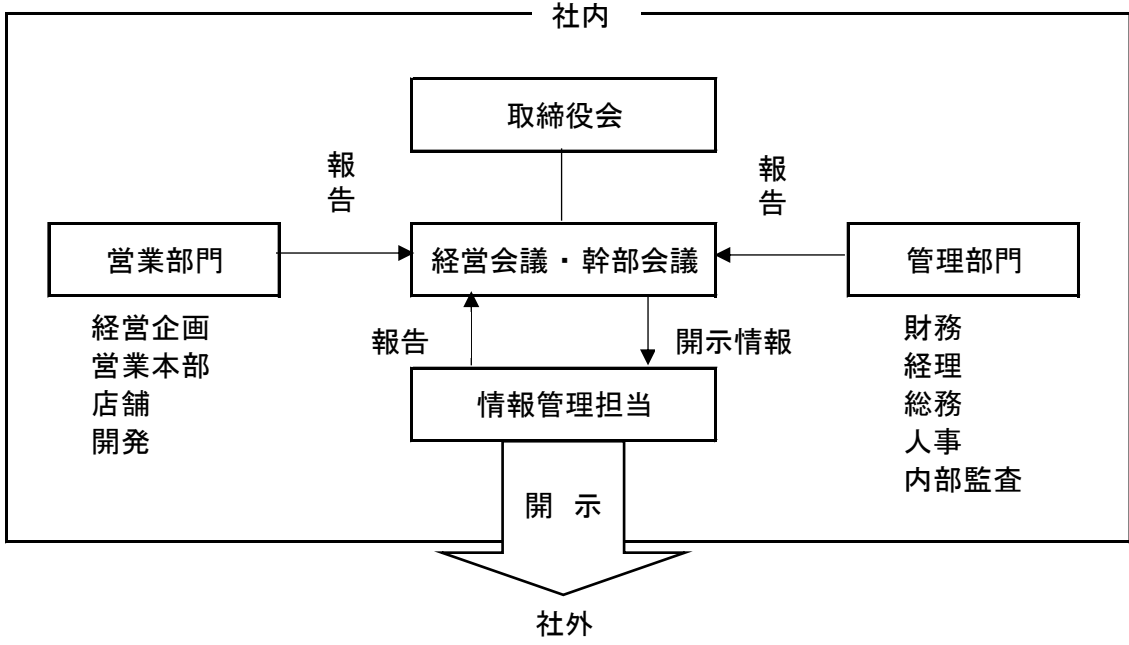 社内
取締役会
報告
報告
営業部門
経営会議・幹部会議
管理部門
経営企画
営業本部
店舗
開発
報告
開示情報
財務
経理
総務
人事
内部監査
情報管理担当
開 示
社外